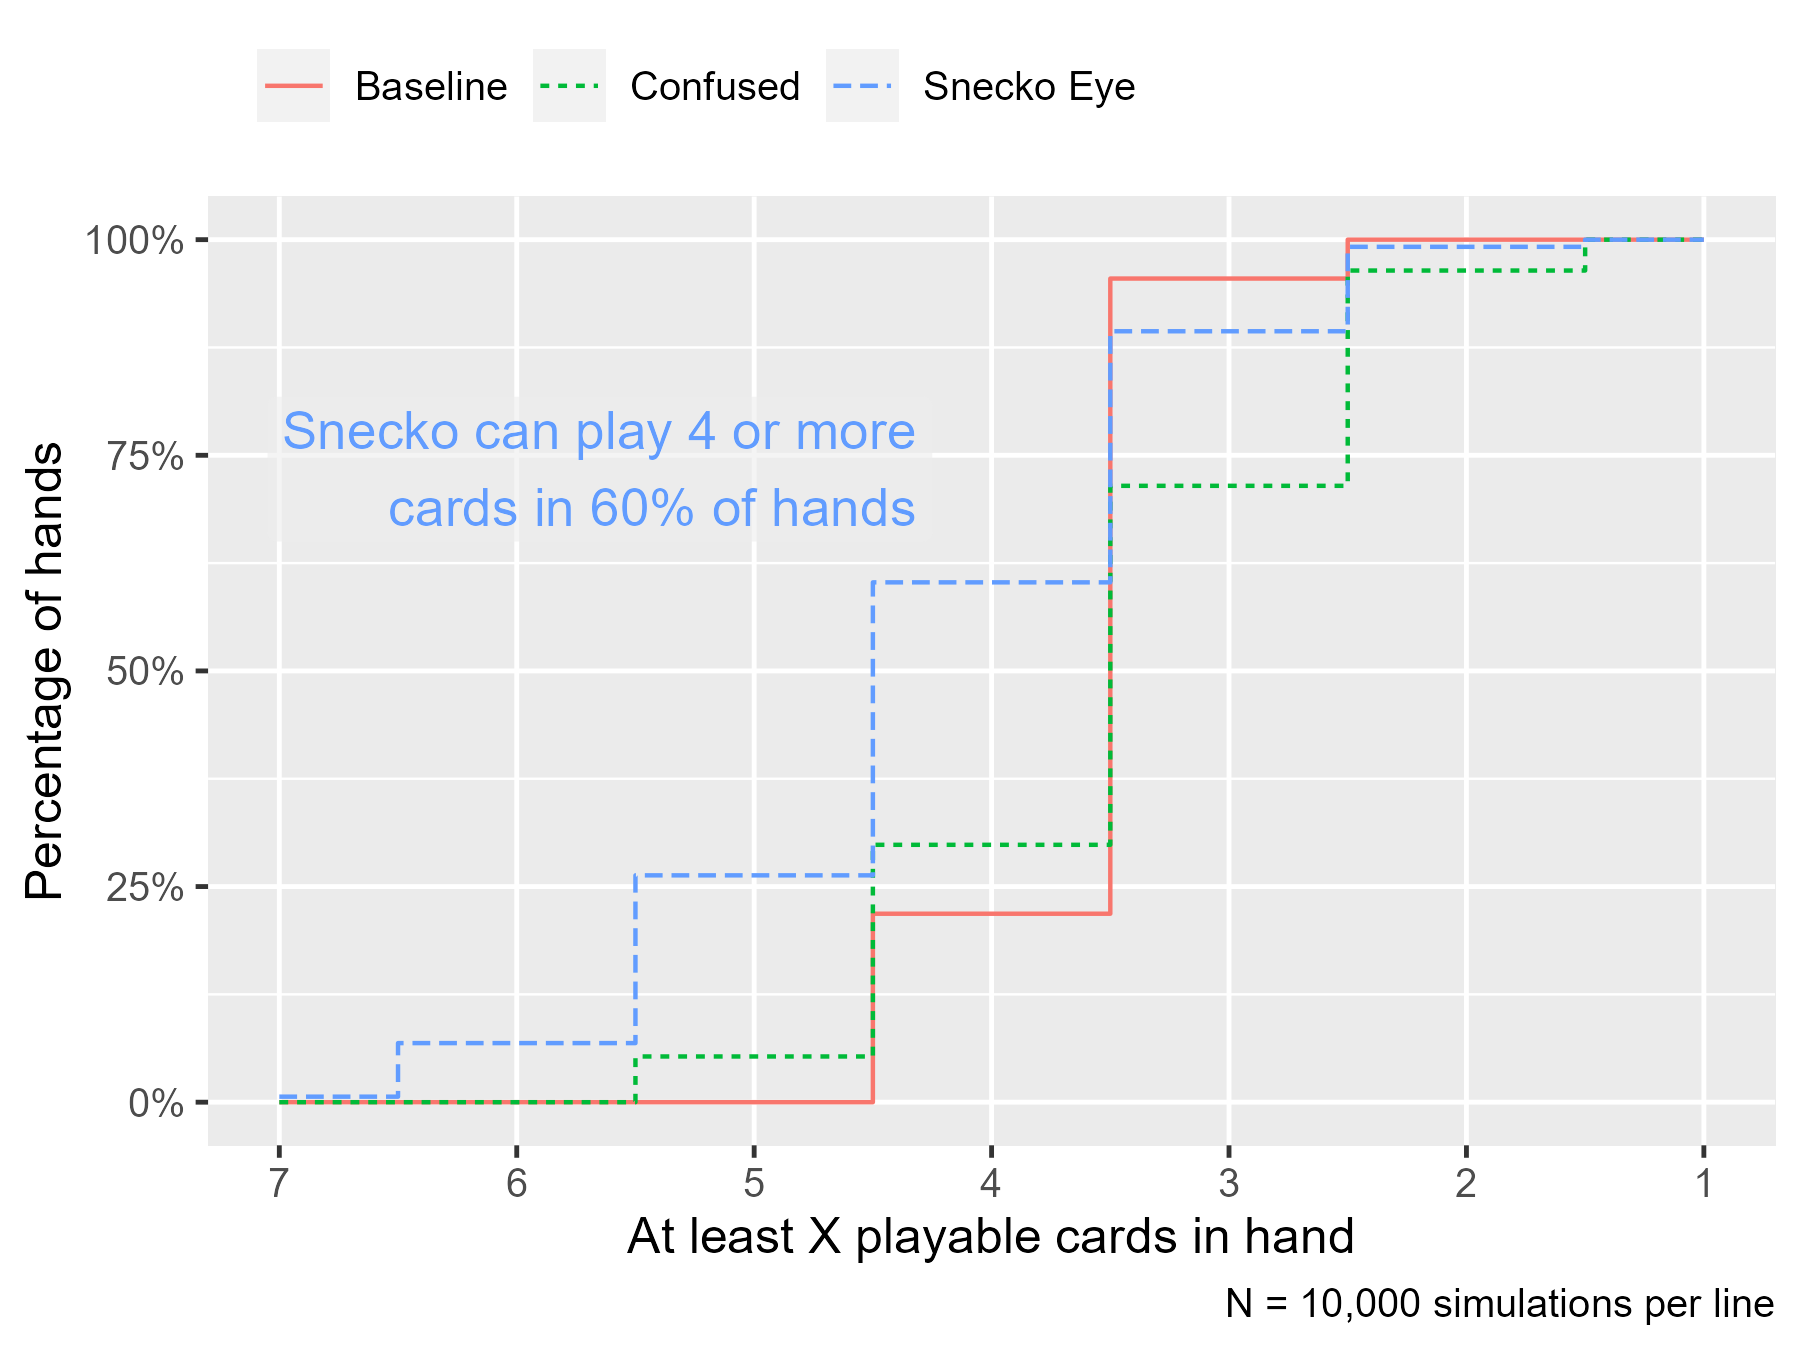 Baseline Confused Snecko Eye
Percentage of hands
100%
75%
50%
25%
0%
Snecko can play 4 or more
cards in 60% of hands
7 6 5 4 3 2 1
At least X playable cards in hand
N = 10,000 simulations per line